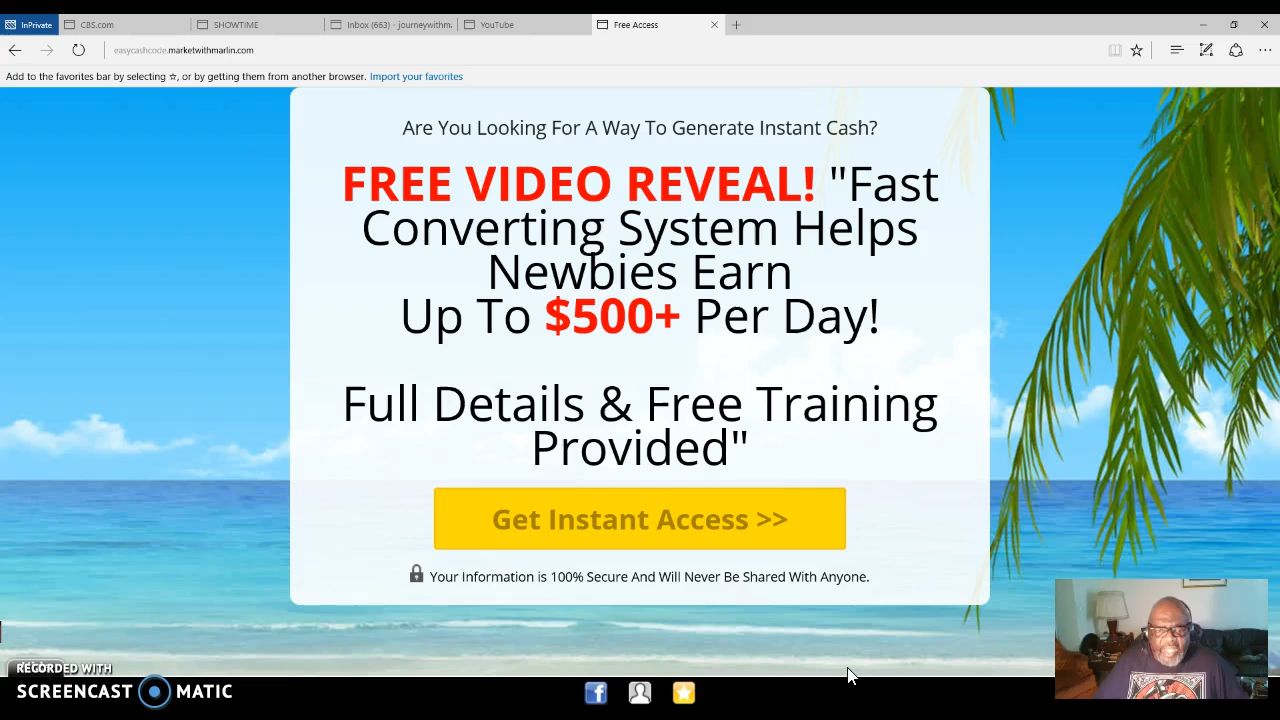 InPrivate
CBS.com
SHOWTIME
Inbox (663) - journeywithm
YouTube
Free Access
easycashcode.marketwithmarlin.com
Add to the favorites bar by selecting ☆, or by getting them from another browser. Import your favorites
Are You Looking For A Way To Generate Instant Cash?
FREE VIDEO REVEAL! "Fast
Converting System Helps
Newbies Earn
Up To $500+ Per Day!
Full Details & Free Training
Provided"
Get Instant Access >>
Your Information is 100% Secure And Will Never Be Shared With Anyone.
RECORDED WITH
SCREENCAST MATIC